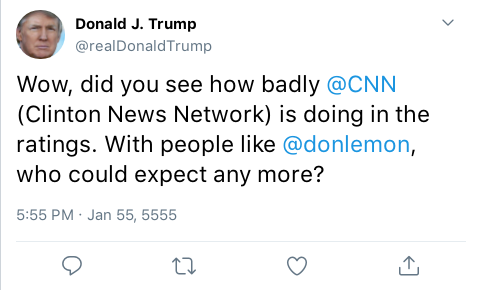 Donald J. Trump
@realDonaldTrump
Wow, did you see how badly @CNN
(Clinton News Network) is doing in the
ratings. With people like @donlemon,
who could expect any more?
5:55 PM · Jan 55, 5555